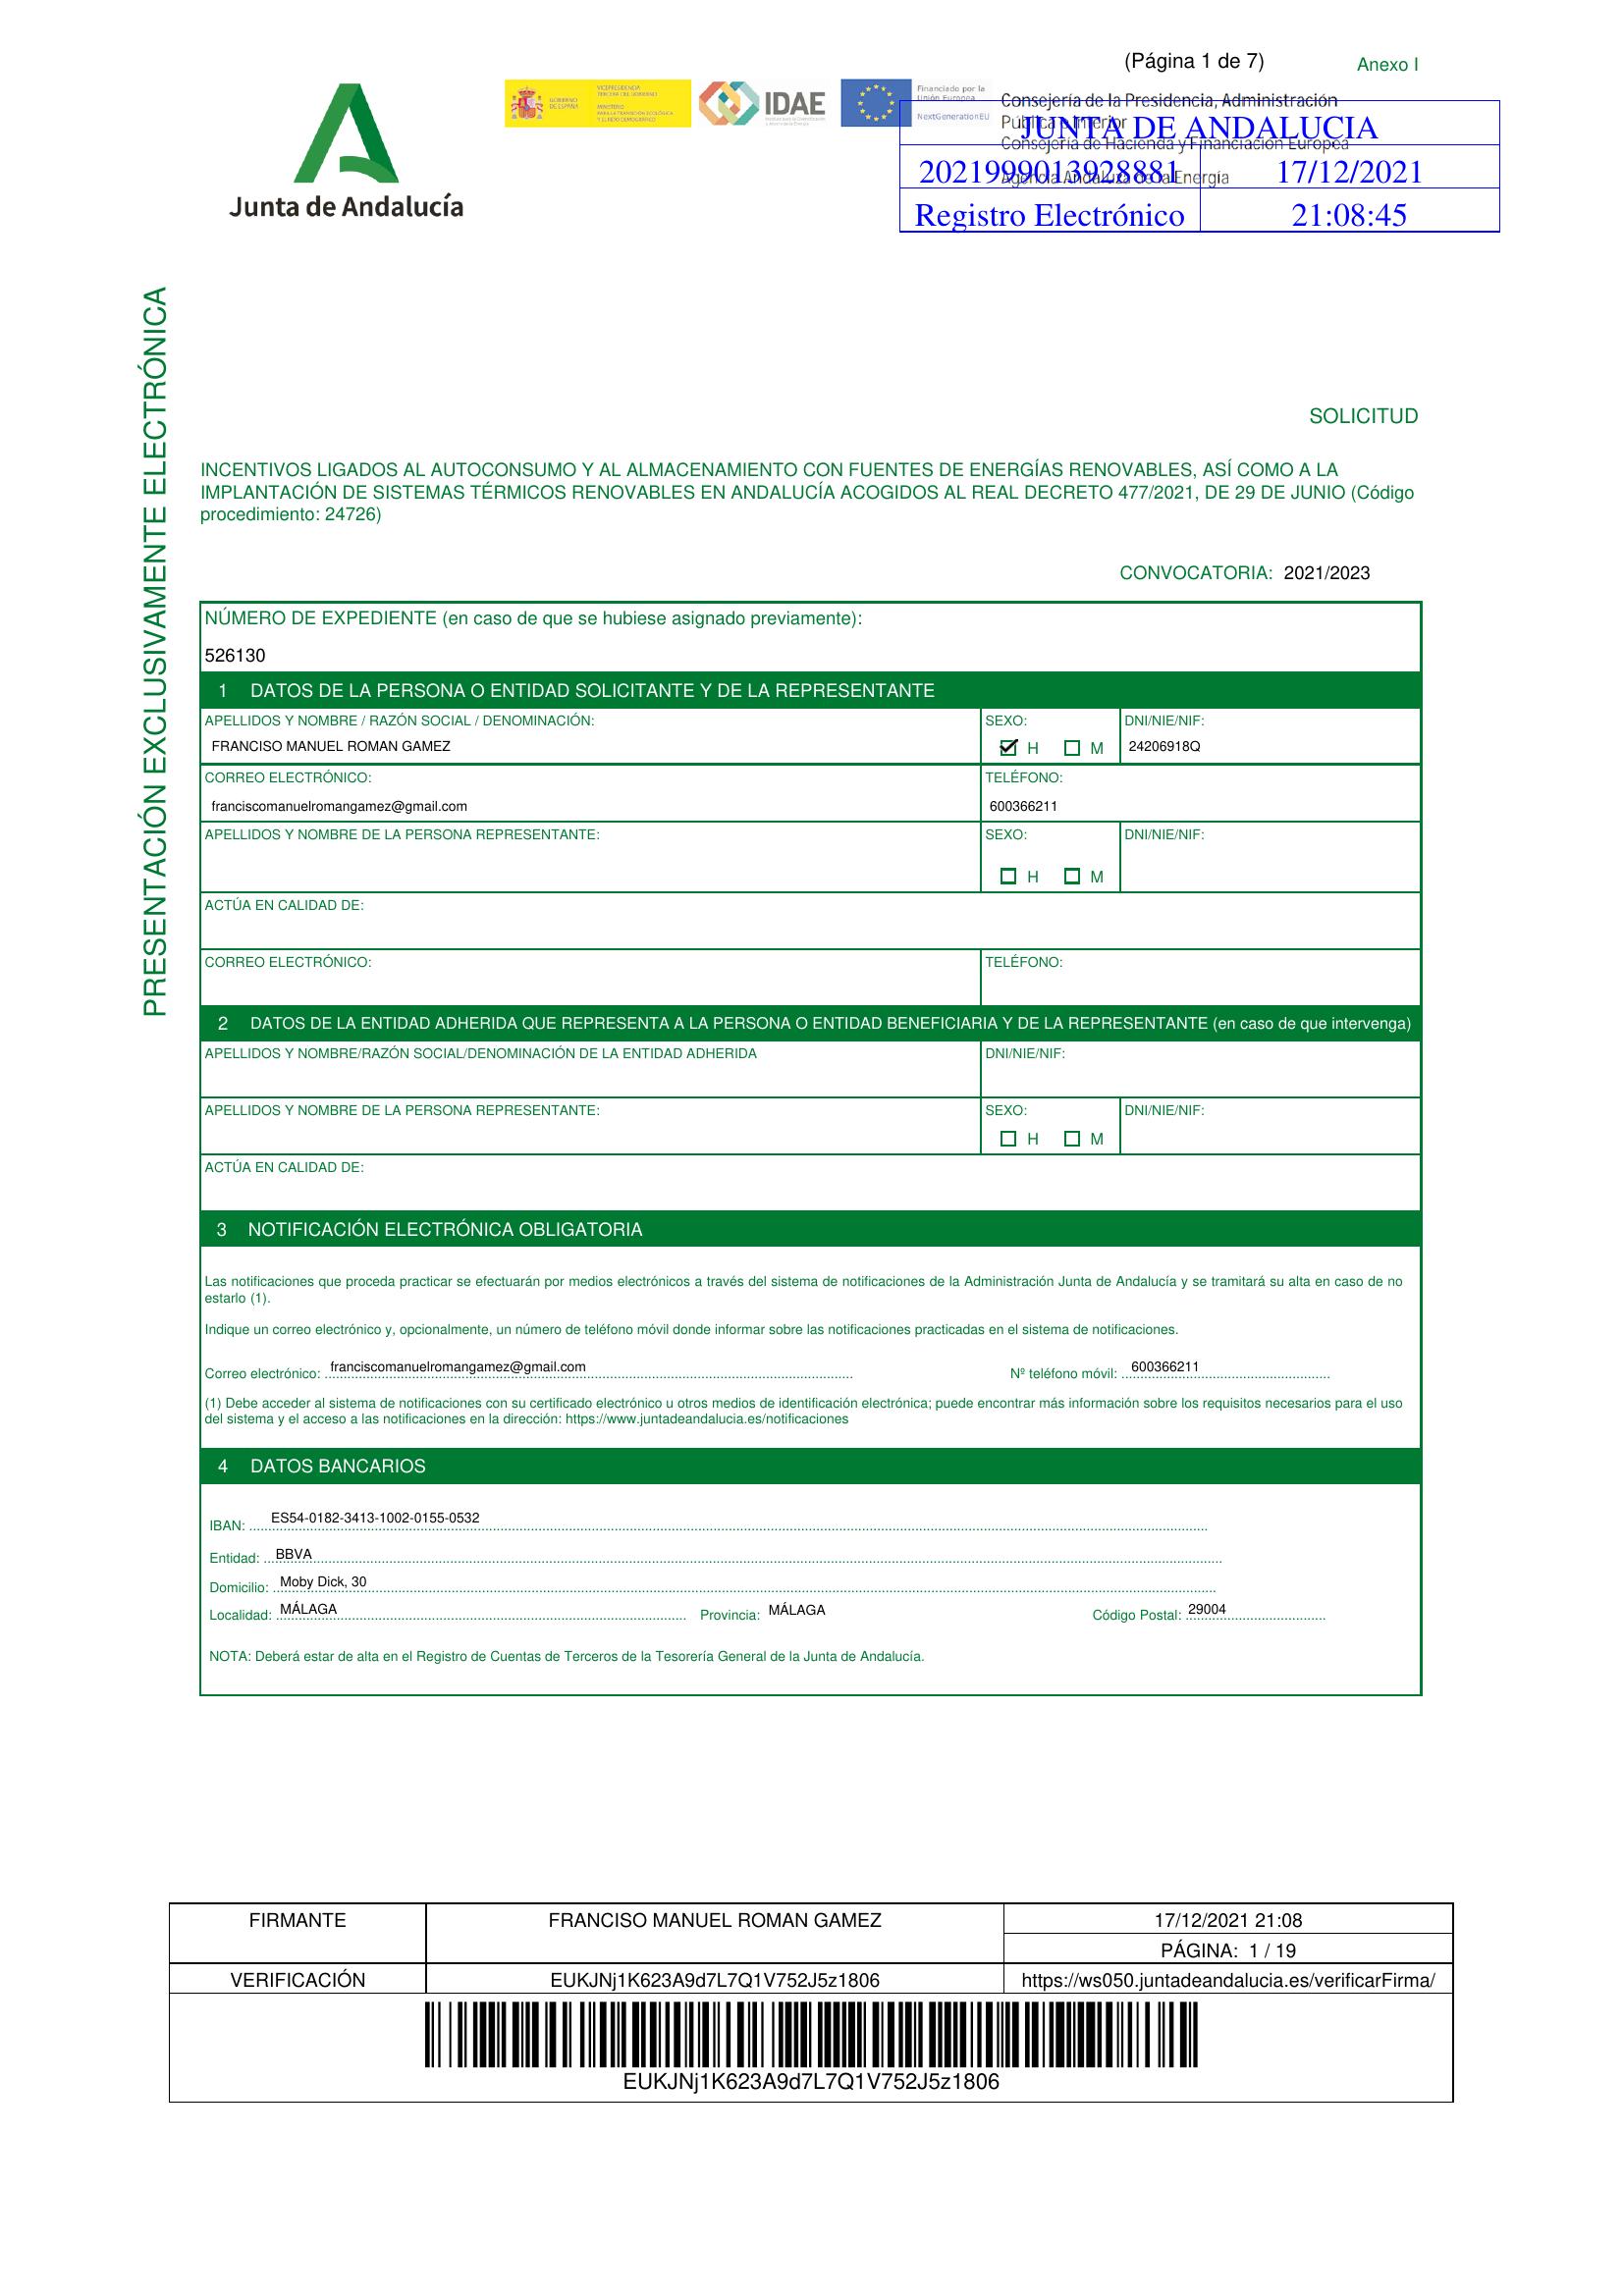 (Página 1 de 7)
Anexo I
Junta de Andalucía
GOBIERNO DE ESPAÑA
VICEPRESIDENCIA TERCERA DEL GOBIERNO
MINISTERIO PARA LA TRANSICIÓN ECOLÓGICA Y EL RETO DEMOGRÁFICO
IDAE
Financiado por la Unión Europea
NextGenerationEU
Consejería de la Presidencia, Administración
Pública e Interior
Consejería de Hacienda y Financiación Europea
Agencia Andaluza de la Energía
JUNTA DE ANDALUCIA
2021999013928881 17/12/2021
Registro Electrónico 21:08:45
PRESENTACIÓN EXCLUSIVAMENTE ELECTRÓNICA
SOLICITUD
INCENTIVOS LIGADOS AL AUTOCONSUMO Y AL ALMACENAMIENTO CON FUENTES DE ENERGÍAS RENOVABLES, ASÍ COMO A LA
IMPLANTACIÓN DE SISTEMAS TÉRMICOS RENOVABLES EN ANDALUCÍA ACOGIDOS AL REAL DECRETO 477/2021, DE 29 DE JUNIO (Código
procedimiento: 24726)
CONVOCATORIA: 2021/2023
NÚMERO DE EXPEDIENTE (en caso de que se hubiese asignado previamente):
526130
1 DATOS DE LA PERSONA O ENTIDAD SOLICITANTE Y DE LA REPRESENTANTE
APELLIDOS Y NOMBRE / RAZÓN SOCIAL / DENOMINACIÓN: SEXO: DNI/NIE/NIF:
FRANCISO MANUEL ROMAN GAMEZ H M 24206918Q
CORREO ELECTRÓNICO: TELÉFONO:
franciscomanuelromangamez@gmail.com 600366211
APELLIDOS Y NOMBRE DE LA PERSONA REPRESENTANTE: SEXO: DNI/NIE/NIF:
H M
ACTÚA EN CALIDAD DE:
CORREO ELECTRÓNICO: TELÉFONO:
2 DATOS DE LA ENTIDAD ADHERIDA QUE REPRESENTA A LA PERSONA O ENTIDAD BENEFICIARIA Y DE LA REPRESENTANTE (en caso de que intervenga)
APELLIDOS Y NOMBRE/RAZÓN SOCIAL/DENOMINACIÓN DE LA ENTIDAD ADHERIDA DNI/NIE/NIF:
APELLIDOS Y NOMBRE DE LA PERSONA REPRESENTANTE: SEXO: DNI/NIE/NIF:
H M
ACTÚA EN CALIDAD DE:
3 NOTIFICACIÓN ELECTRÓNICA OBLIGATORIA
Las notificaciones que proceda practicar se efectuarán por medios electrónicos a través del sistema de notificaciones de la Administración Junta de Andalucía y se tramitará su alta en caso de no
estarlo (1).
Indique un correo electrónico y, opcionalmente, un número de teléfono móvil donde informar sobre las notificaciones practicadas en el sistema de notificaciones.
Correo electrónico: franciscomanuelromangamez@gmail.com Nº teléfono móvil: 600366211
(1) Debe acceder al sistema de notificaciones con su certificado electrónico u otros medios de identificación electrónica; puede encontrar más información sobre los requisitos necesarios para el uso
del sistema y el acceso a las notificaciones en la dirección: https://www.juntadeandalucia.es/notificaciones
4 DATOS BANCARIOS
IBAN: ES54-0182-3413-1002-0155-0532
Entidad: BBVA
Domicilio: Moby Dick, 30
Localidad: MÁLAGA Provincia: MÁLAGA Código Postal: 29004
NOTA: Deberá estar de alta en el Registro de Cuentas de Terceros de la Tesorería General de la Junta de Andalucía.
FIRMANTE FRANCISO MANUEL ROMAN GAMEZ 17/12/2021 21:08
PÁGINA: 1 / 19
VERIFICACIÓN EUKJNj1K623A9d7L7Q1V752J5z1806 https://ws050.juntadeandalucia.es/verificarFirma/
EUKJNj1K623A9d7L7Q1V752J5z1806